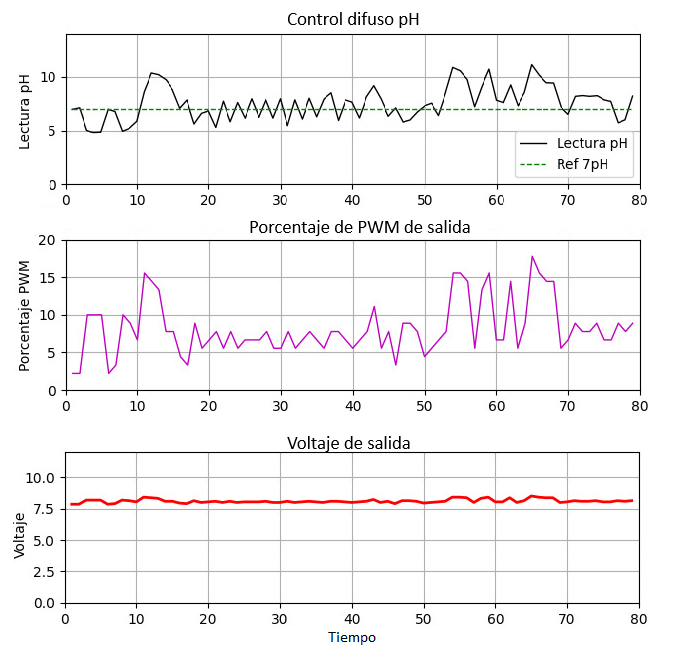 Control difuso pH
Lectura pH
10
5
0
Lectura pH
Ref 7pH
0 10 20 30 40 50 60 70 80
Porcentaje de PWM de salida
Porcentaje PWM
20
15
10
5
0
0 10 20 30 40 50 60 70 80
Voltaje de salida
Voltaje
10.0
7.5
5.0
2.5
0.0
0 10 20 30 40 50 60 70 80
Tiempo